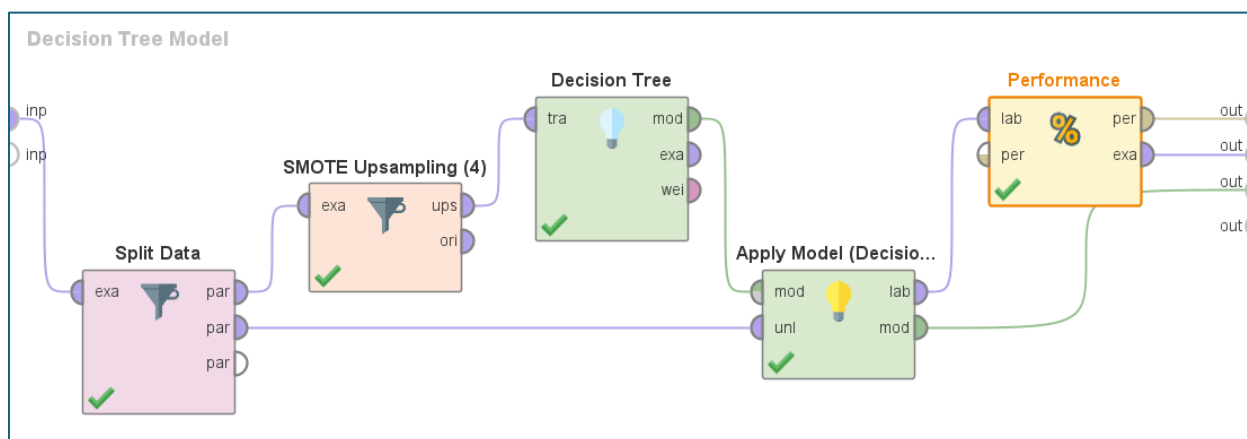 Decision Tree Model
inp
inp
Split Data
exa
par
par
par
SMOTE Upsampling (4)
exa
ups
ori
Decision Tree
tra
mod
exa
wei
Apply Model (Decisio...
mod
lab
unl
mod
Performance
%
lab
per
per
exa
out
out
out
out